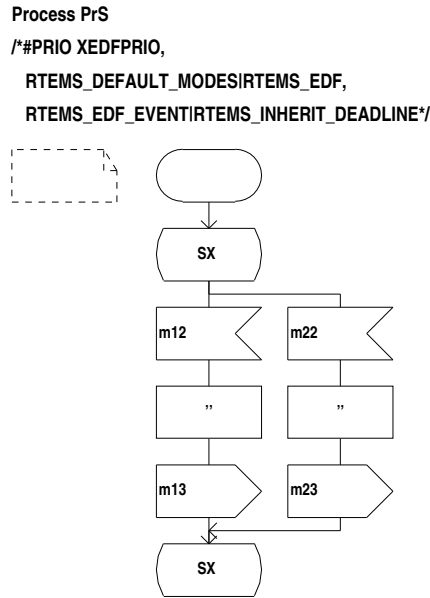 Process PrS
/*#PRIO XEDFPRIO,
RTEMS_DEFAULT_MODES|RTEMS_EDF,
RTEMS_EDF_EVENT|RTEMS_INHERIT_DEADLINE*/
SX
m12 m22
'' ''
m13 m23
SX